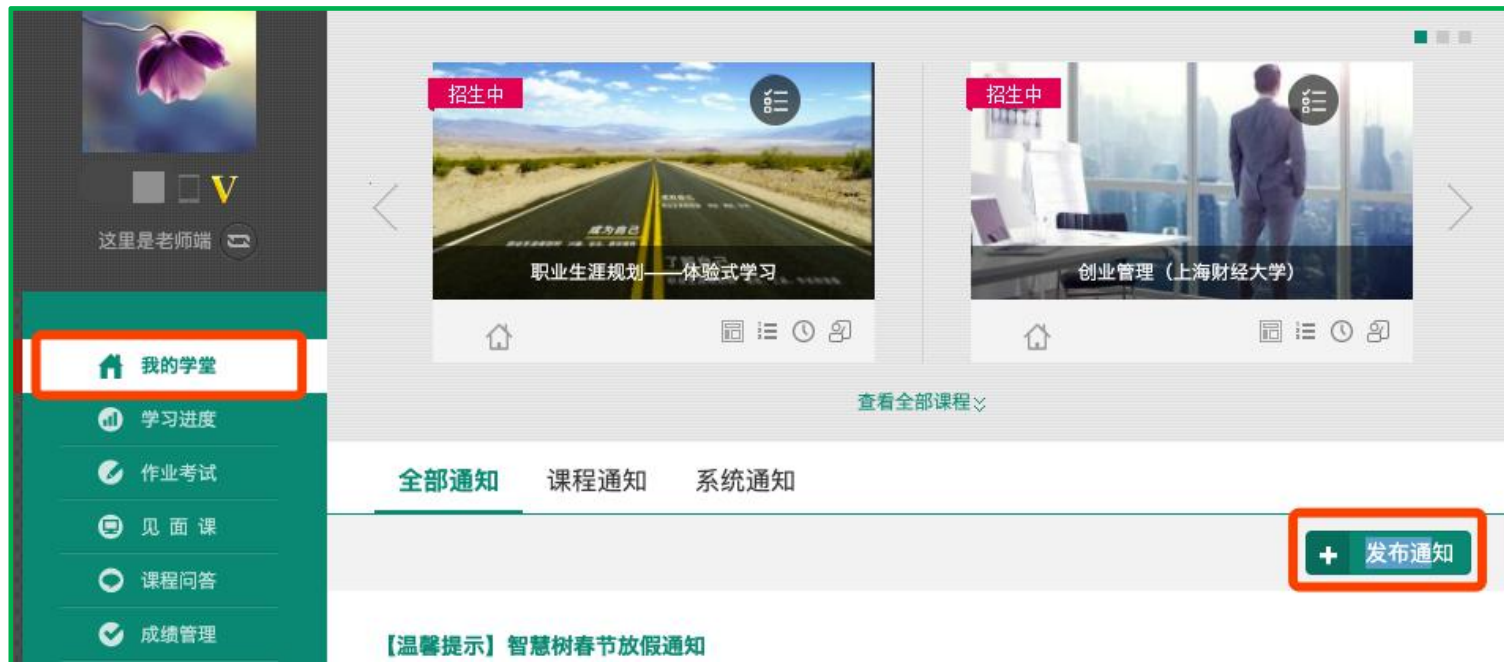 V
这里是老师端
我的学堂
学习进度
作业考试
见面课
课程问答
成绩管理
招生中
成为自己
职业生涯规划——体验式学习
招生中
创业管理（上海财经大学）
查看全部课程
全部通知 课程通知 系统通知
+ 发布通知
【温馨提示】智慧树春节放假通知